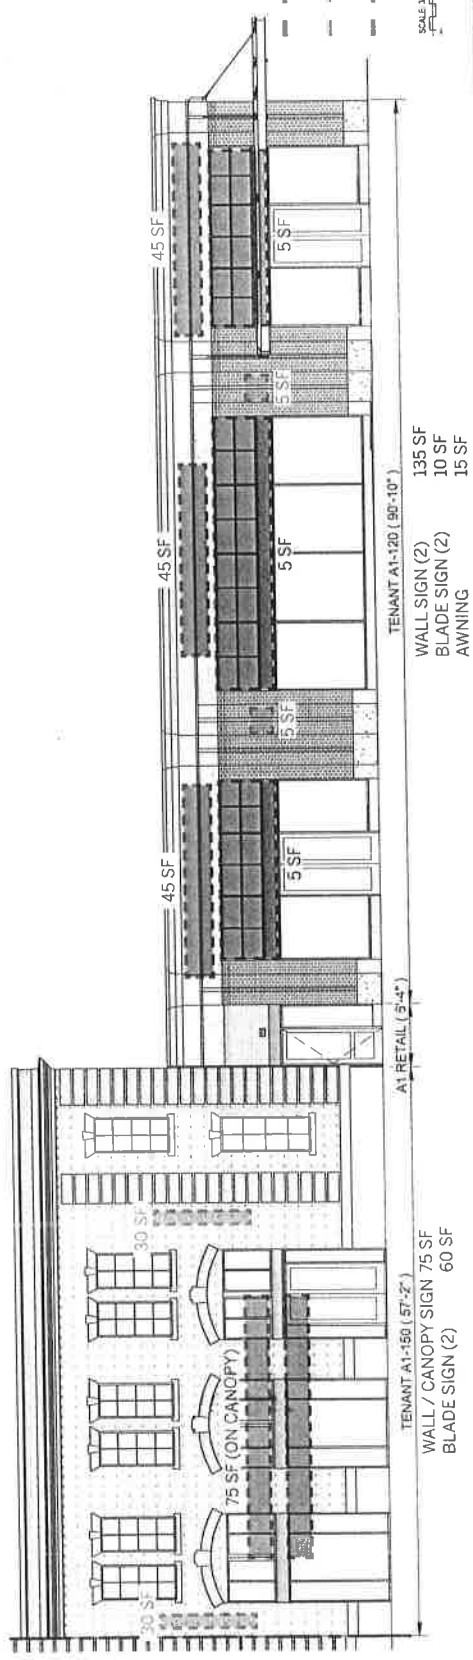 30 SF
75 SF (ON CANOPY)
30 SF
45 SF
5 SF
5 SF
45 SF
5 SF
5 SF
45 SF
5 SF
TENANT A1-150 ( 57'-2" )
WALL / CANOPY SIGN 75 SF
BLADE SIGN (2) 60 SF
A1 RETAIL ( 5'-4" )
TENANT A1-120 ( 90'-10" )
WALL SIGN (2) 135 SF
BLADE SIGN (2) 10 SF
AWNING 15 SF
SCALE: